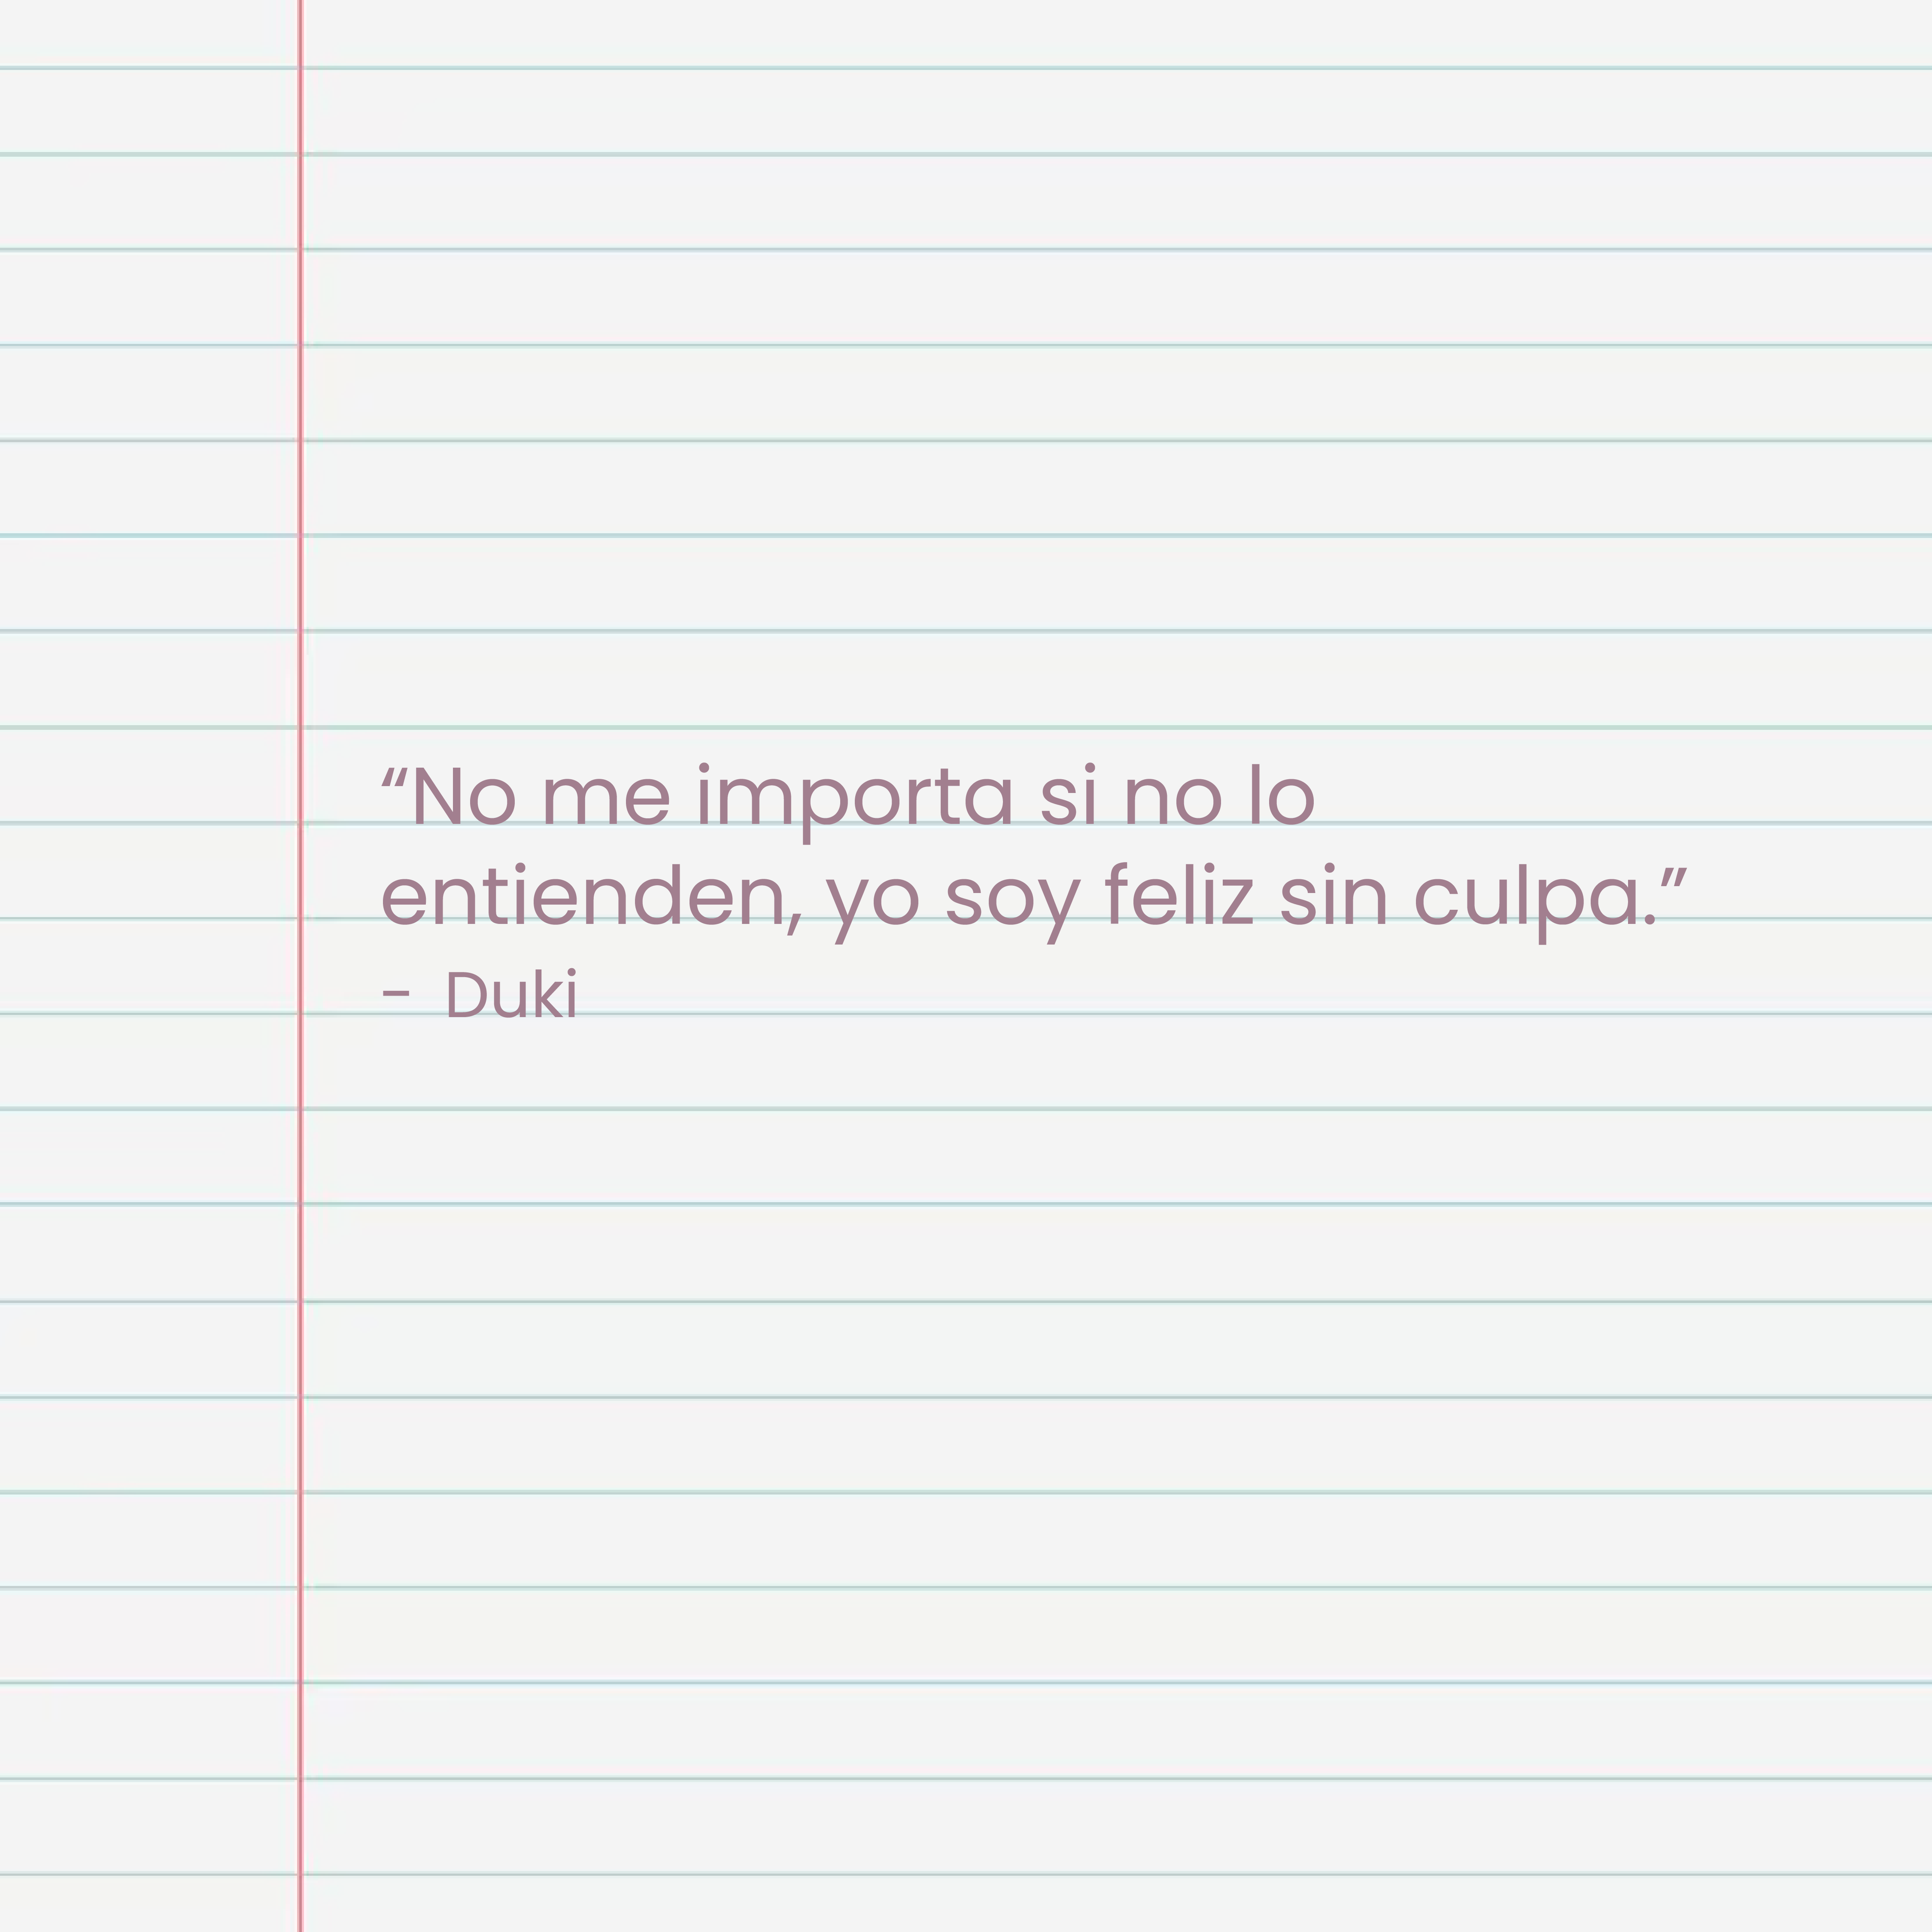 “No me importa si no lo
entienden, yo soy feliz sin culpa.”
– Duki